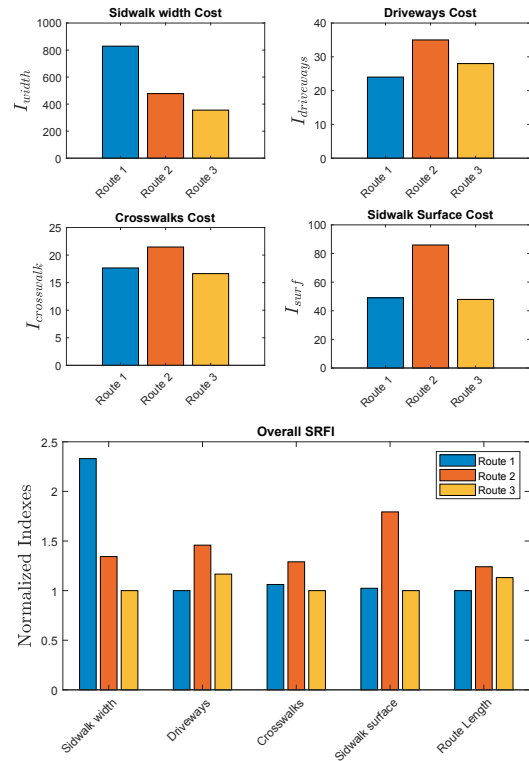 Sidwalk width Cost
I_width
1000
800
600
400
200
0
Route 1
Route 2
Route 3
Driveways Cost
I_driveways
40
30
20
10
0
Route 1
Route 2
Route 3
Crosswalks Cost
I_crosswalk
25
20
15
10
5
0
Route 1
Route 2
Route 3
Sidwalk Surface Cost
I_surf
100
80
60
40
20
0
Route 1
Route 2
Route 3
Overall SRFI
Normalized Indexes
2.5
2
1.5
1
0.5
0
Route 1
Route 2
Route 3
Sidwalk width
Driveways
Crosswalks
Sidwalk surface
Route Length